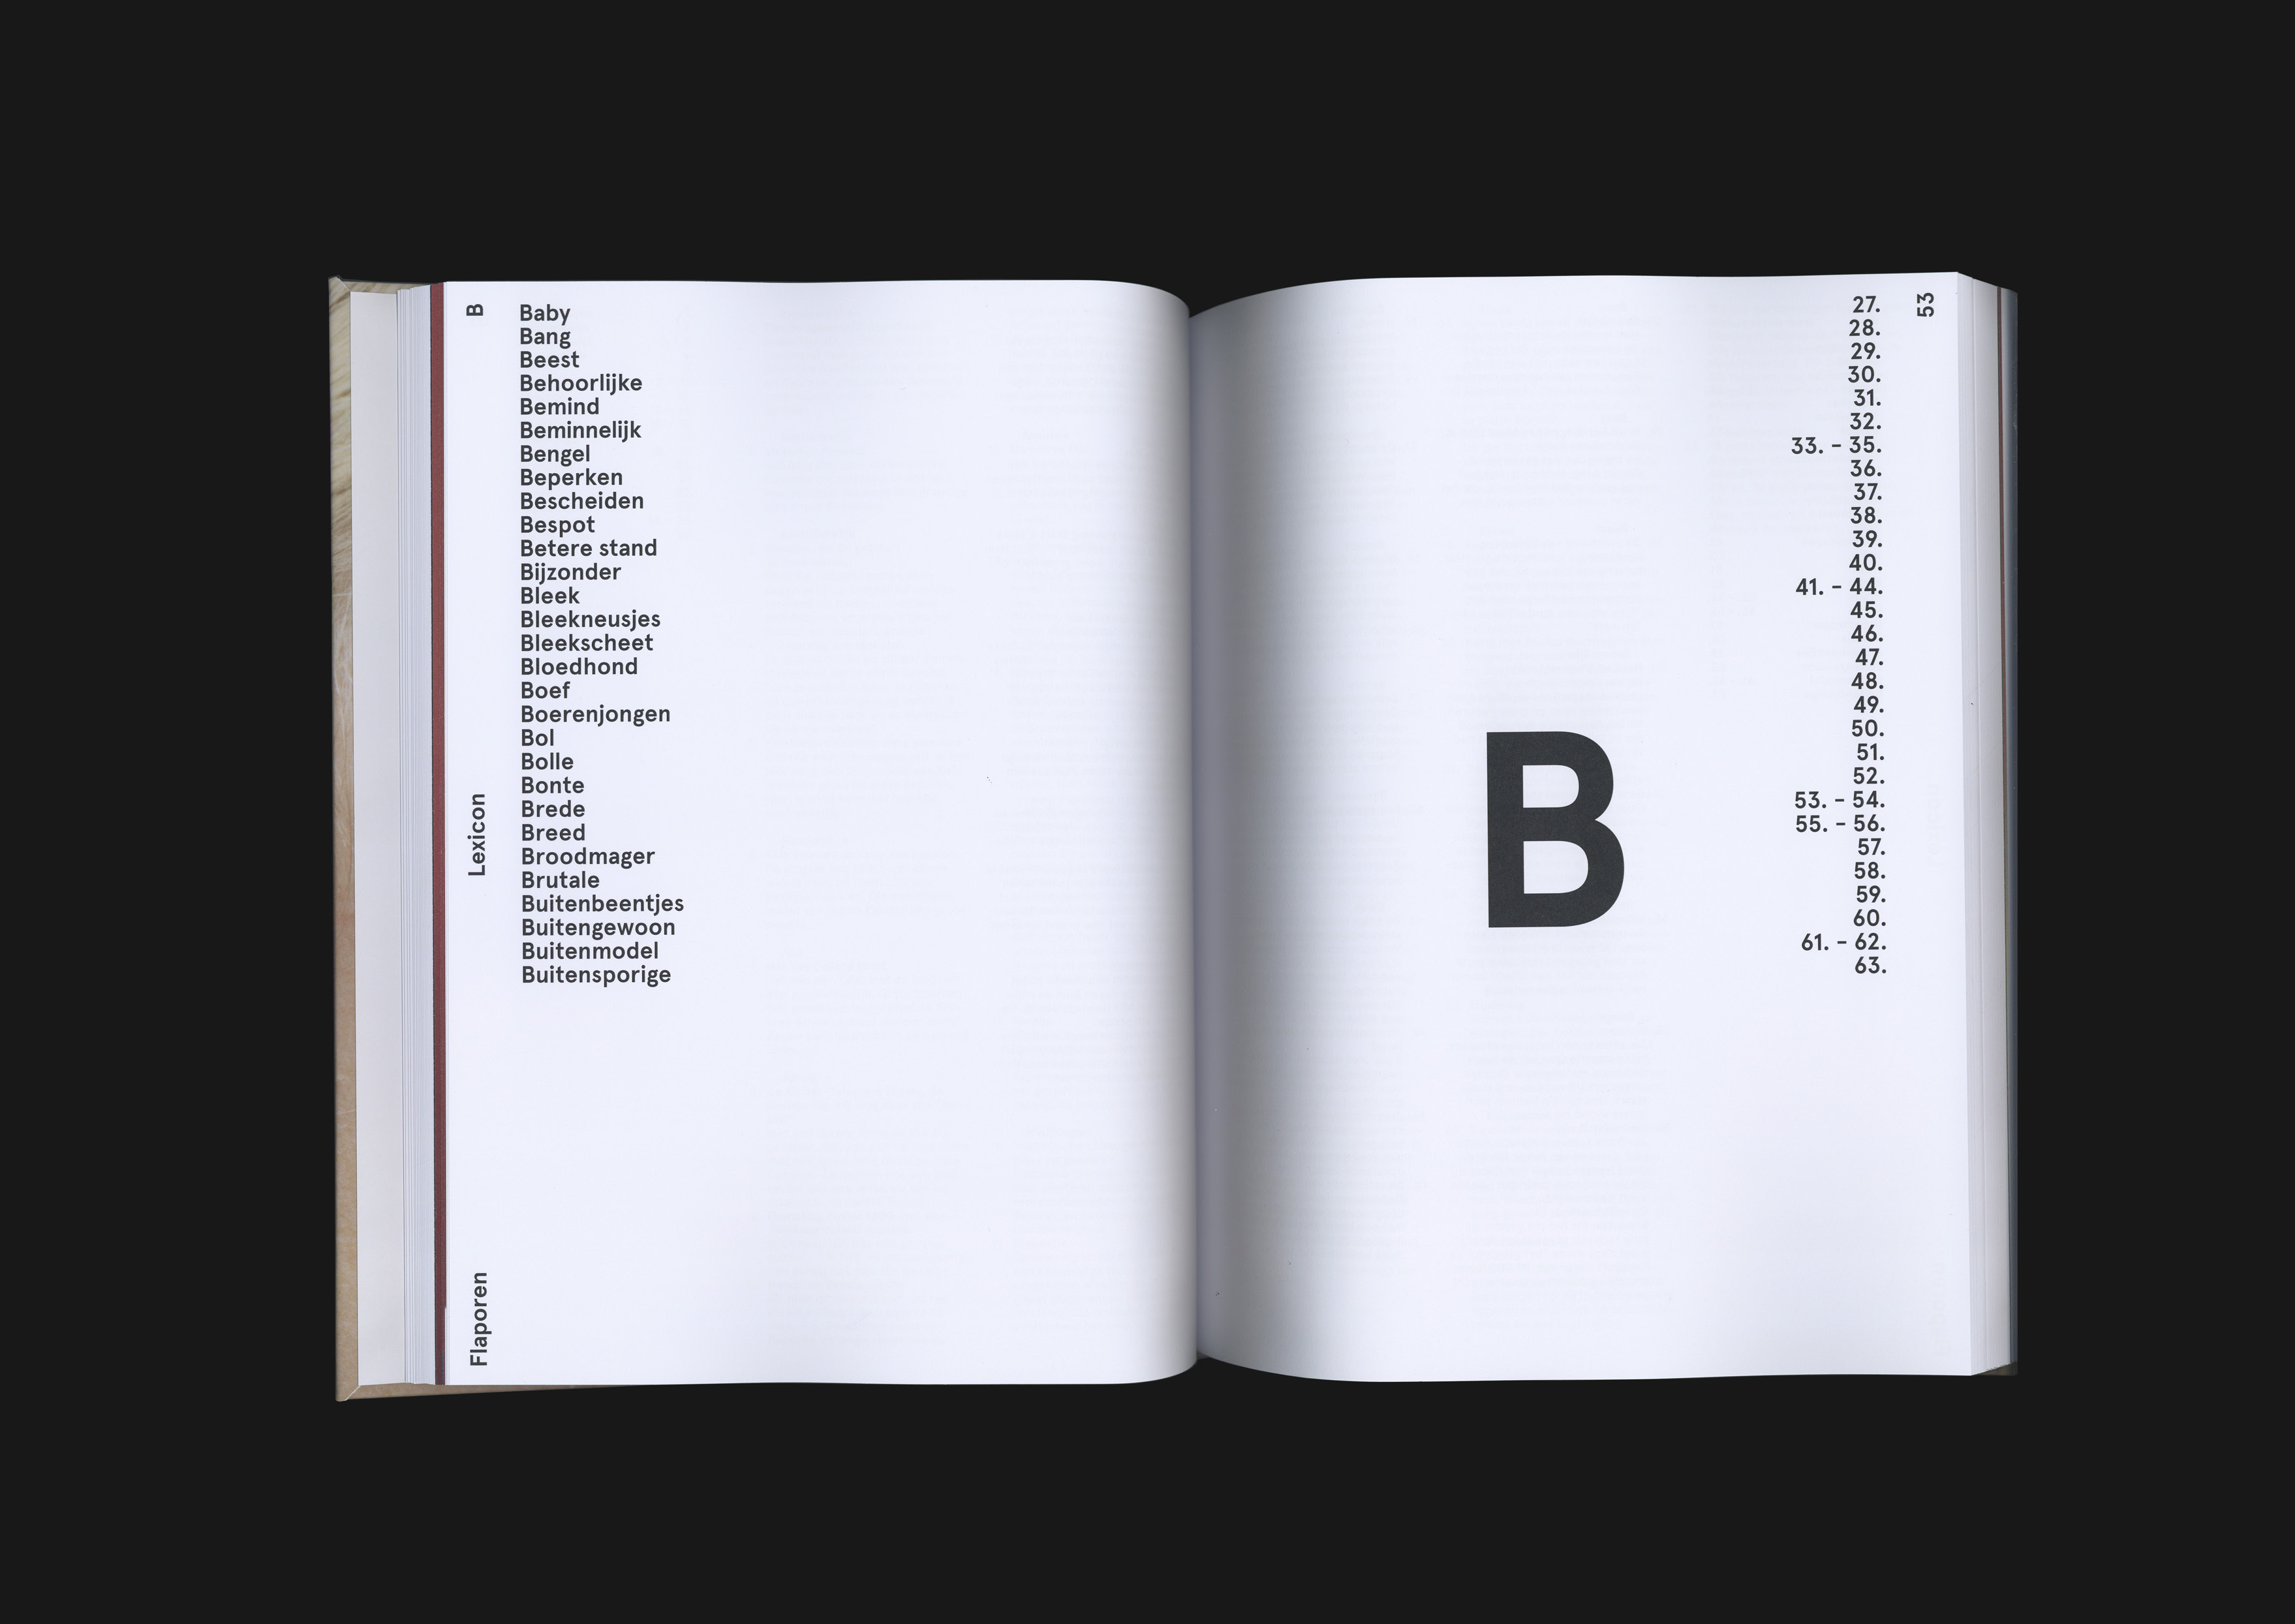 B
Lexicon
Flaporen
Baby
Bang
Beest
Behoorlijke
Bemind
Beminnelijk
Bengel
Beperken
Bescheiden
Bespot
Betere stand
Bijzonder
Bleek
Bleekneusjes
Bleekscheet
Bloedhond
Boef
Boerenjongen
Bol
Bolle
Bonte
Brede
Breed
Broodmager
Brutale
Buitenbeentjes
Buitengewoon
Buitenmodel
Buitensporige
B
27.
28.
29.
30.
31.
32.
33. – 35.
36.
37.
38.
39.
40.
41. – 44.
45.
46.
47.
48.
49.
50.
51.
52.
53. – 54.
55. – 56.
57.
58.
59.
60.
61. – 62.
63.
53